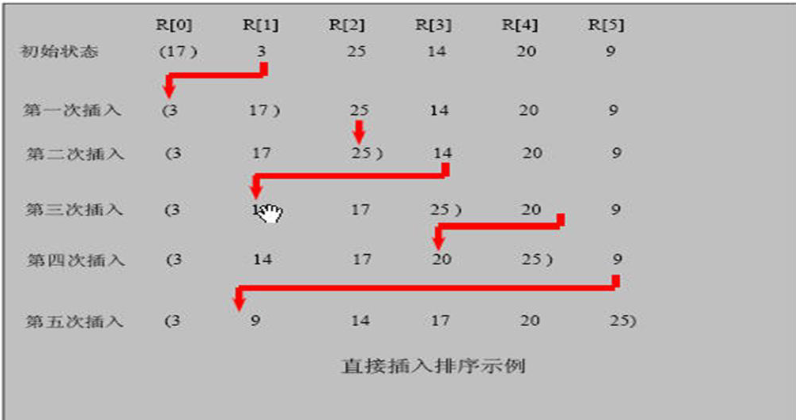 R[0] R[1] R[2] R[3] R[4] R[5]
初始状态 (17) 3 25 14 20 9
第一次插入 (3 17) 25 14 20 9
第二次插入 (3 17 25) 14 20 9
第三次插入 (3 17 25) 20 9
第四次插入 (3 14 17 20 25) 9
第五次插入 (3 9 14 17 20 25)
直接插入排序示例